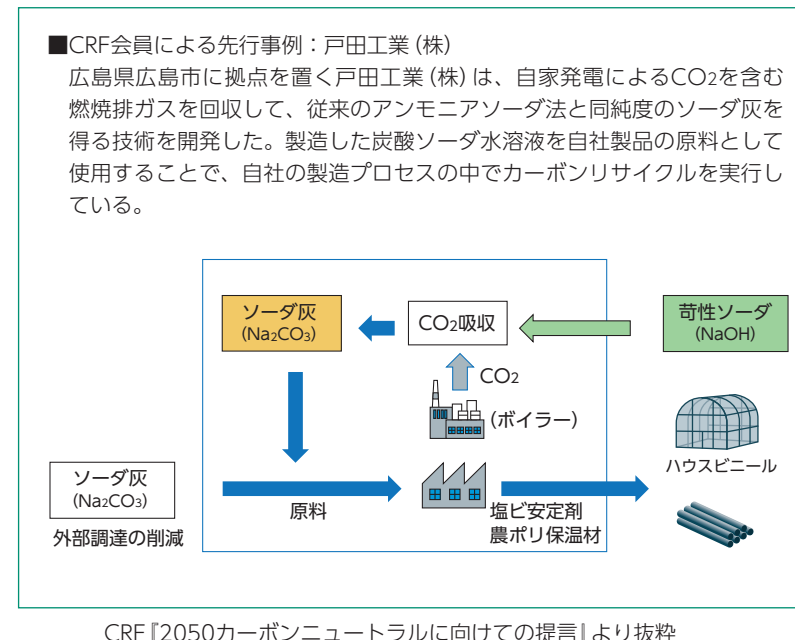 ■CRF会員による先行事例：戸田工業（株）
広島県広島市に拠点を置く戸田工業（株）は、自家発電によるCO2を含む
燃焼排ガスを回収して、従来のアンモニアソーダ法と同純度のソーダ灰を
得る技術を開発した。製造した炭酸ソーダ水溶液を自社製品の原料として
使用することで、自社の製造プロセスの中でカーボンリサイクルを実行し
ている。
ソーダ灰
(Na2CO3)
CO2吸収
苛性ソーダ
(NaOH)
CO2
(ボイラー)
ハウスビニール
ソーダ灰
(Na2CO3)
外部調達の削減
原料
塩ビ安定剤
農ポリ保温材
CRF『2050カーボンニュートラルに向けての提言』より抜粋